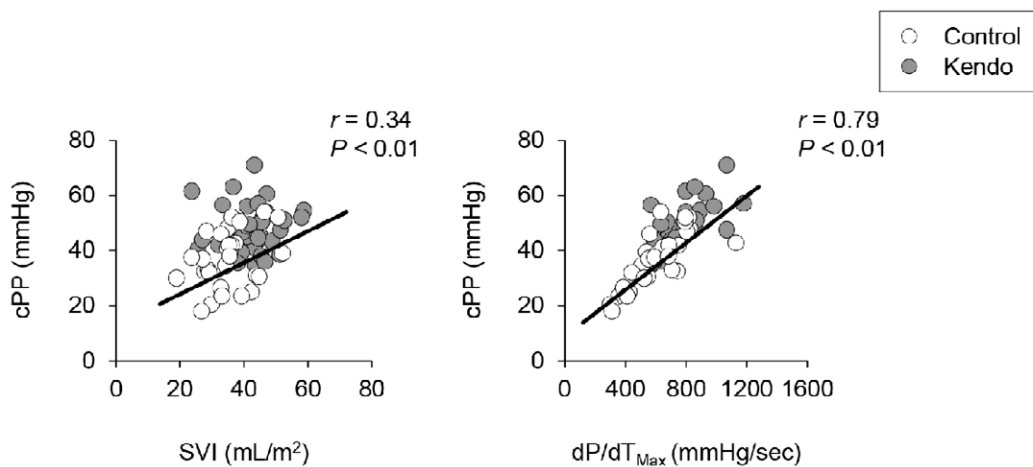 Control
Kendo
r = 0.34
P < 0.01
80
60
40
20
0
cPP (mmHg)
0 20 40 60 80
SVI (mL/m²)
r = 0.79
P < 0.01
80
60
40
20
0
cPP (mmHg)
0 400 800 1200 1600
dP/dTMax (mmHg/sec)